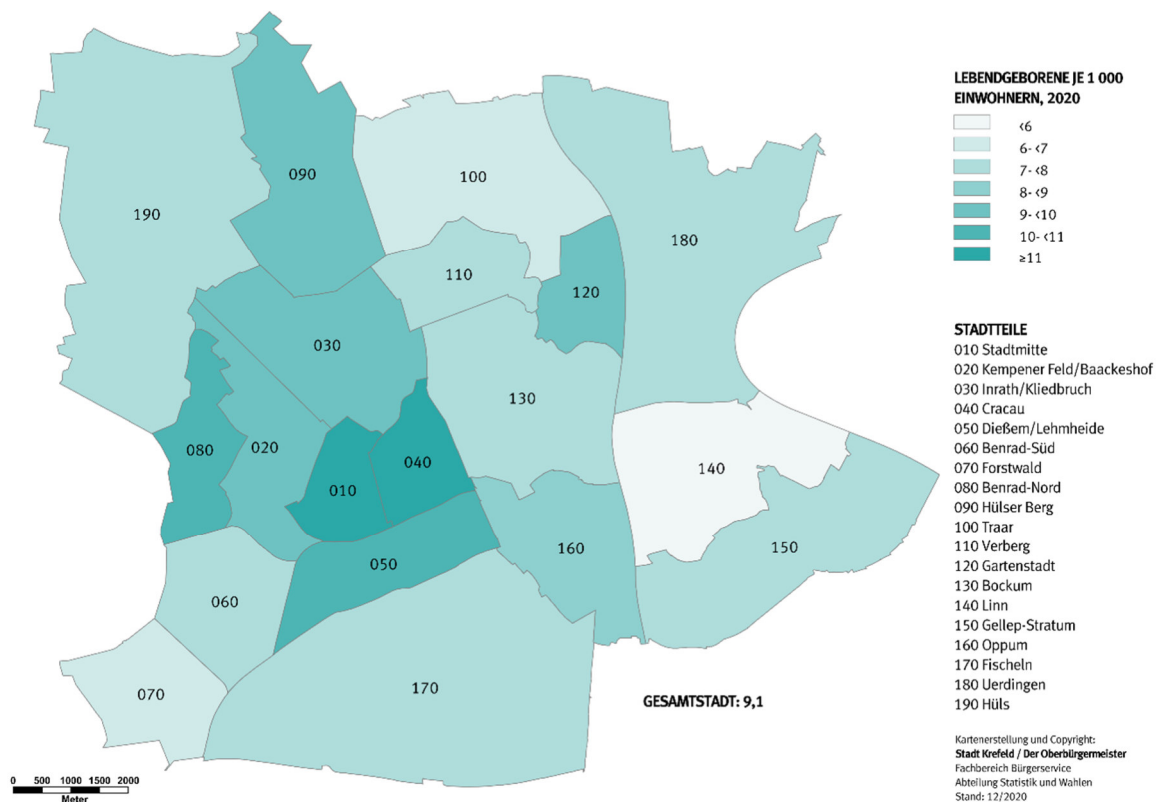 090
100
190
180
110
120
030
130
020
080
040
140
010
160
150
050
060
170
070
GESAMTSTADT: 9,1
0 500 1000 1500 2000
Meter
LEBENDGEBORENE JE 1 000
EINWOHNERN, 2020
<6
6- <7
7- <8
8- <9
9- <10
10- <11
≥11
STADTTEILE
010 Stadtmitte
020 Kempener Feld/Baackeshof
030 Inrath/Kliedbruch
040 Cracau
050 Dießem/Lehmheide
060 Benrad-Süd
070 Forstwald
080 Benrad-Nord
090 Hülser Berg
100 Traar
110 Verberg
120 Gartenstadt
130 Bockum
140 Linn
150 Gellep-Stratum
160 Oppum
170 Fischeln
180 Uerdingen
190 Hüls
Kartenerstellung und Copyright:
Stadt Krefeld / Der Oberbürgermeister
Fachbereich Bürgerservice
Abteilung Statistik und Wahlen
Stand: 12/2020